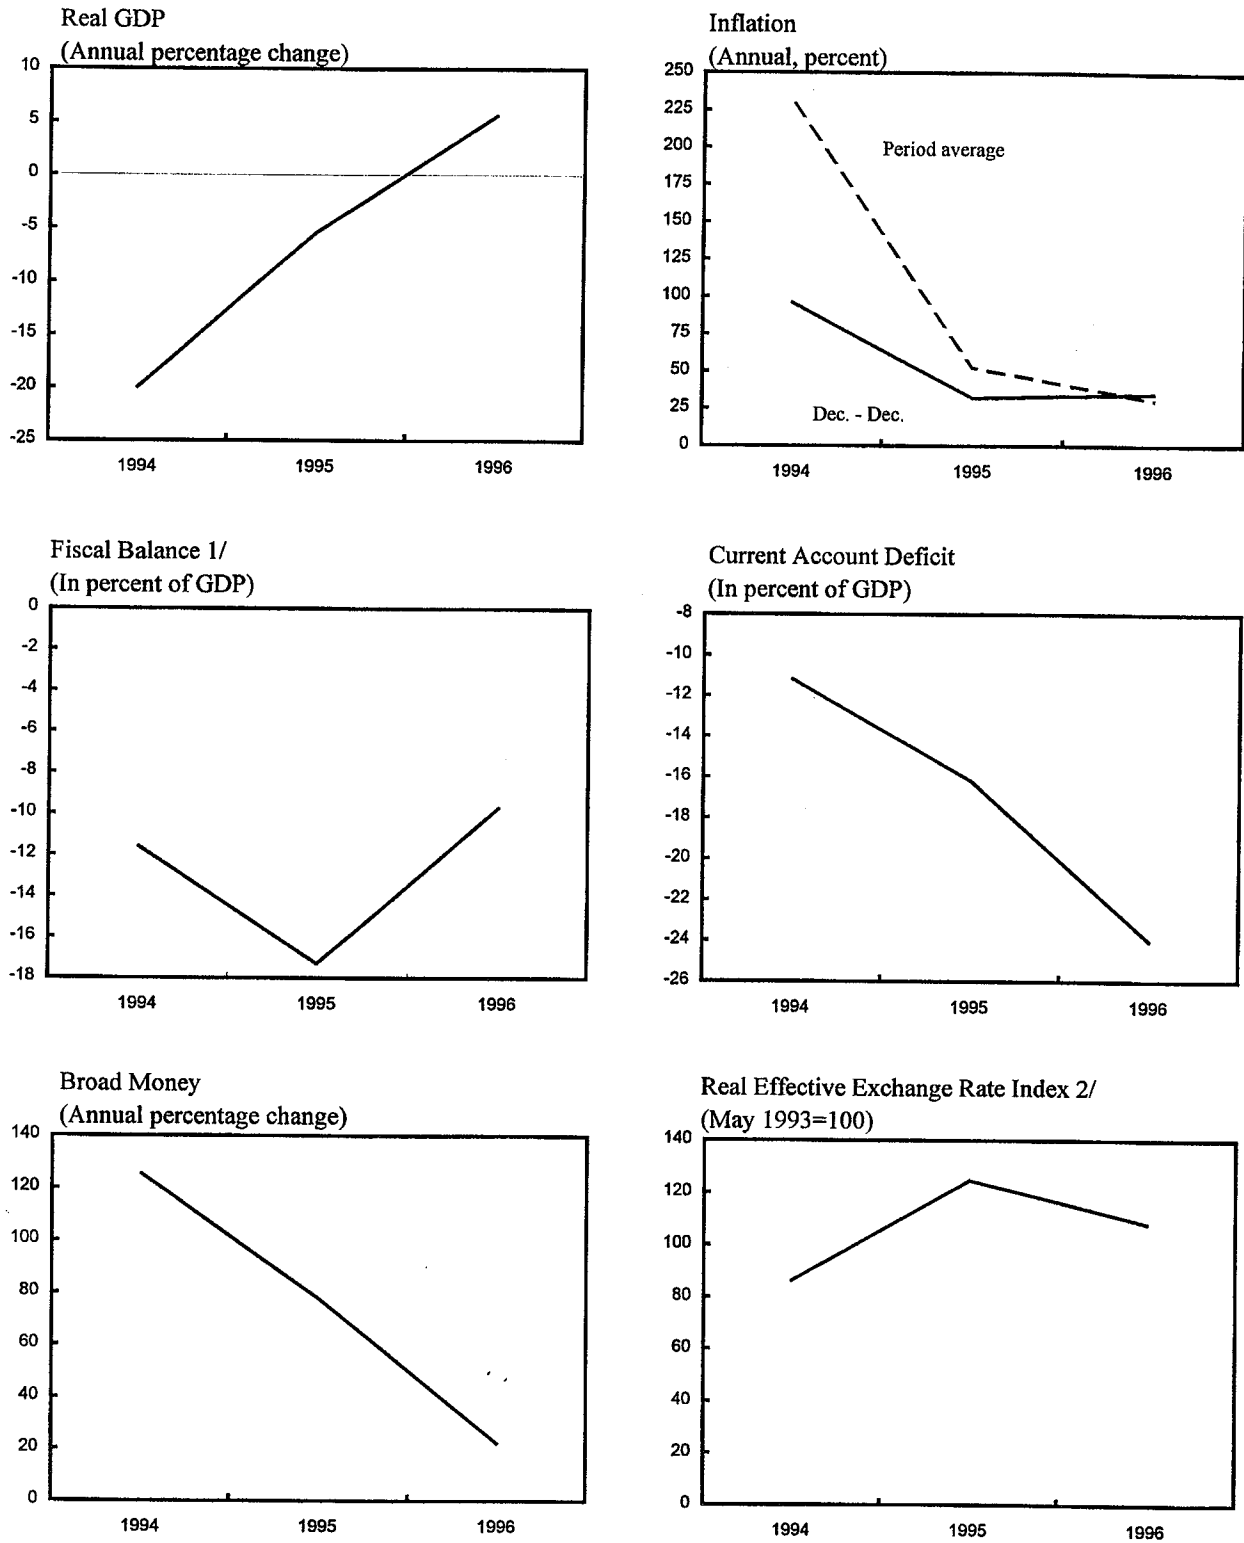 Real GDP
(Annual percentage change)
10
5
0
-5
-10
-15
-20
-25
1994 1995 1996
Inflation
(Annual, percent)
250
225
200
175
150
125
100
75
50
25
0
Period average
Dec. - Dec.
1994 1995 1996
Fiscal Balance 1/
(In percent of GDP)
0
-2
-4
-6
-8
-10
-12
-14
-16
-18
1994 1995 1996
Current Account Deficit
(In percent of GDP)
-8
-10
-12
-14
-16
-18
-20
-22
-24
-26
1994 1995 1996
Broad Money
(Annual percentage change)
140
120
100
80
60
40
20
0
1994 1995 1996
Real Effective Exchange Rate Index 2/
(May 1993=100)
140
120
100
80
60
40
20
0
1994 1995 1996